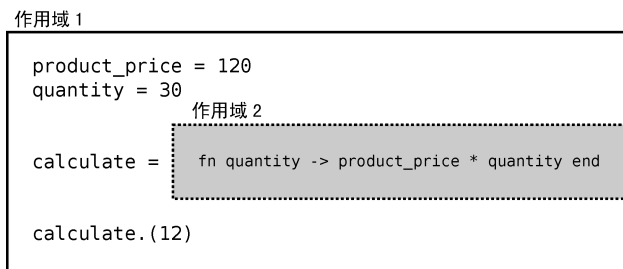 作用域 1
product_price = 120
quantity = 30
作用域 2
calculate = fn quantity -> product_price * quantity end
calculate.(12)